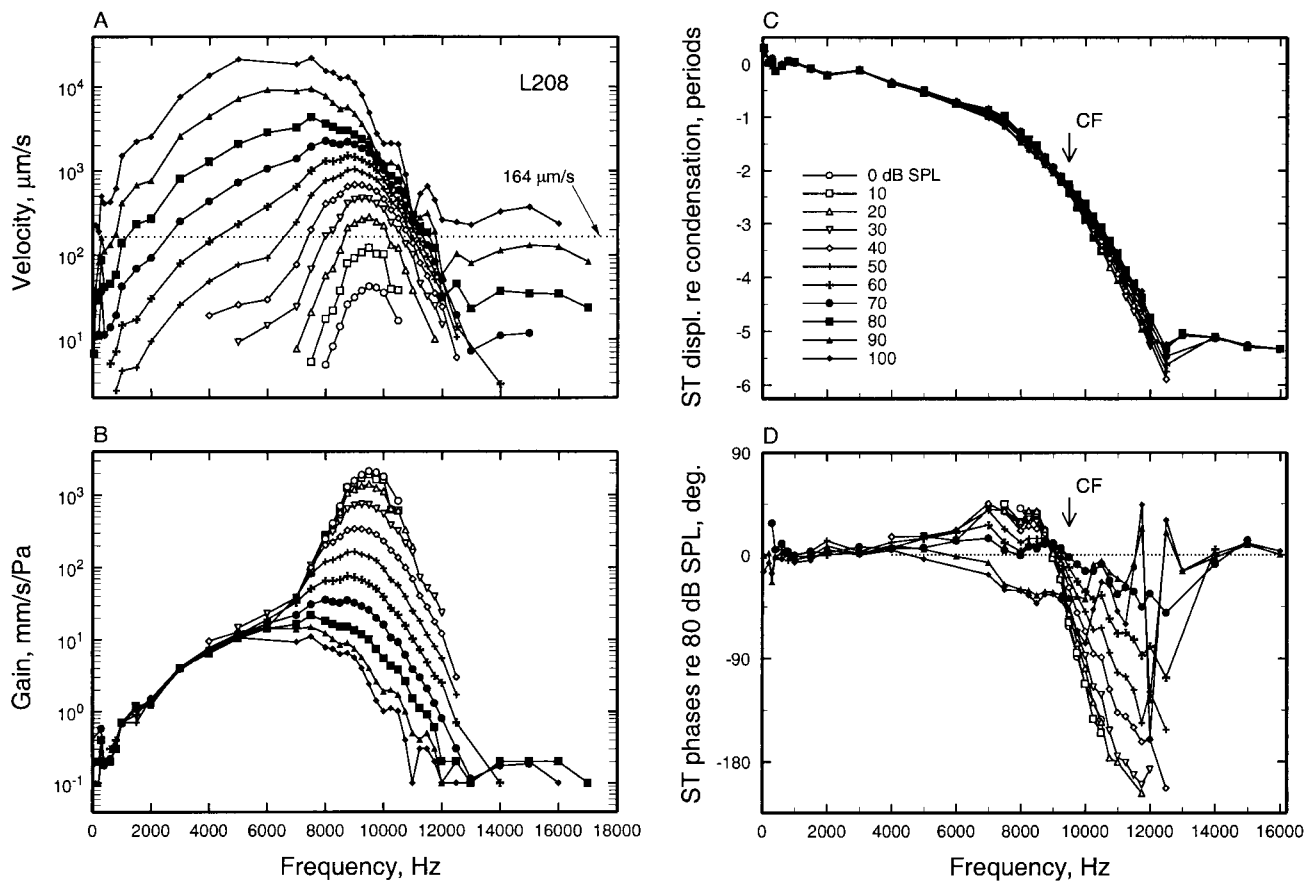 A
L208
164 μm/s
Velocity, μm/s
10⁴
10³
10²
10¹
B
Gain, mm/s/Pa
10³
10²
10¹
10⁰
10⁻¹
0 2000 4000 6000 8000 10000 12000 14000 16000 18000
Frequency, Hz
C
ST displ. re condensation, periods
0
-1
-2
-3
-4
-5
-6
CF
0 dB SPL
10
20
30
40
50
60
70
80
90
100
D
ST phases re 80 dB SPL, deg.
90
0
-90
-180
CF
0 2000 4000 6000 8000 10000 12000 14000 16000
Frequency, Hz